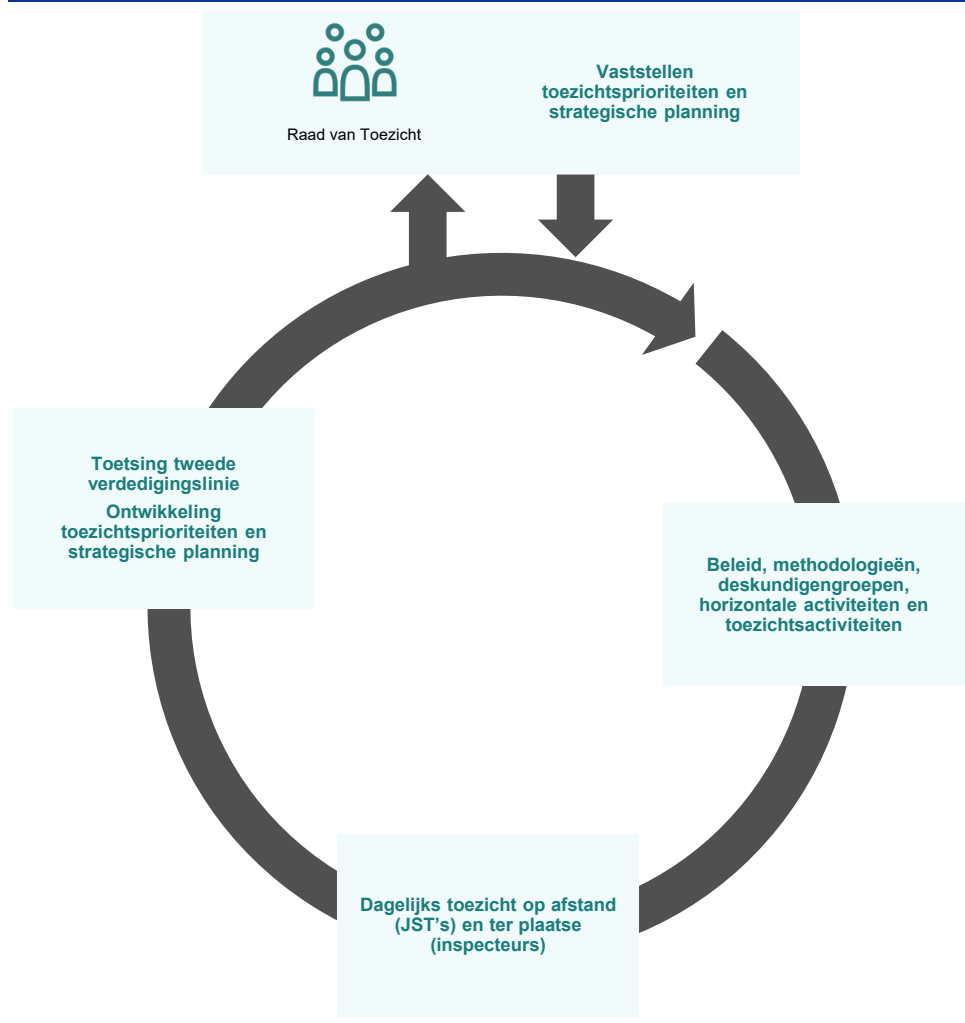 Raad van Toezicht
Vaststellen
toezichtsprioriteiten en
strategische planning
Toetsing tweede
verdedigingslinie
Ontwikkeling
toezichtsprioriteiten en
strategische planning
Beleid, methodologieën,
deskundigengroepen,
horizontale activiteiten en
toezichtsactiviteiten
Dagelijks toezicht op afstand
(JST’s) en ter plaatse
(inspecteurs)